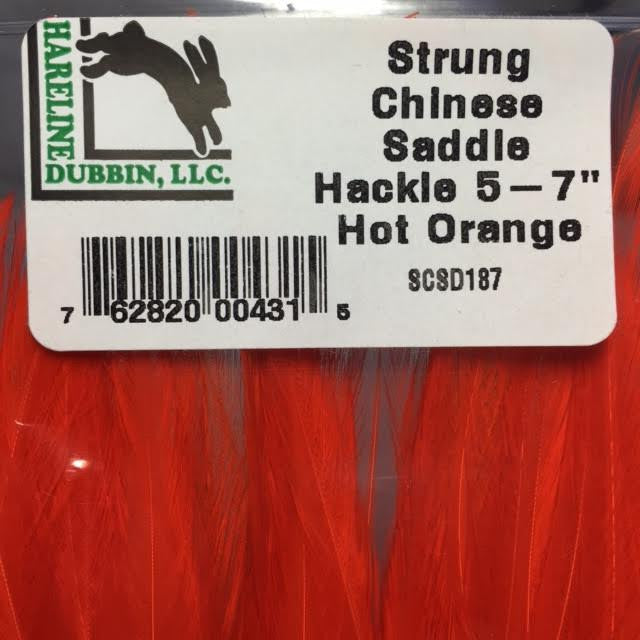 HARELINE
DUBBIN, LLC.
Strung
Chinese
Saddle
Hackle 5 – 7"
Hot Orange
SCSD187
7 62820 00431 5